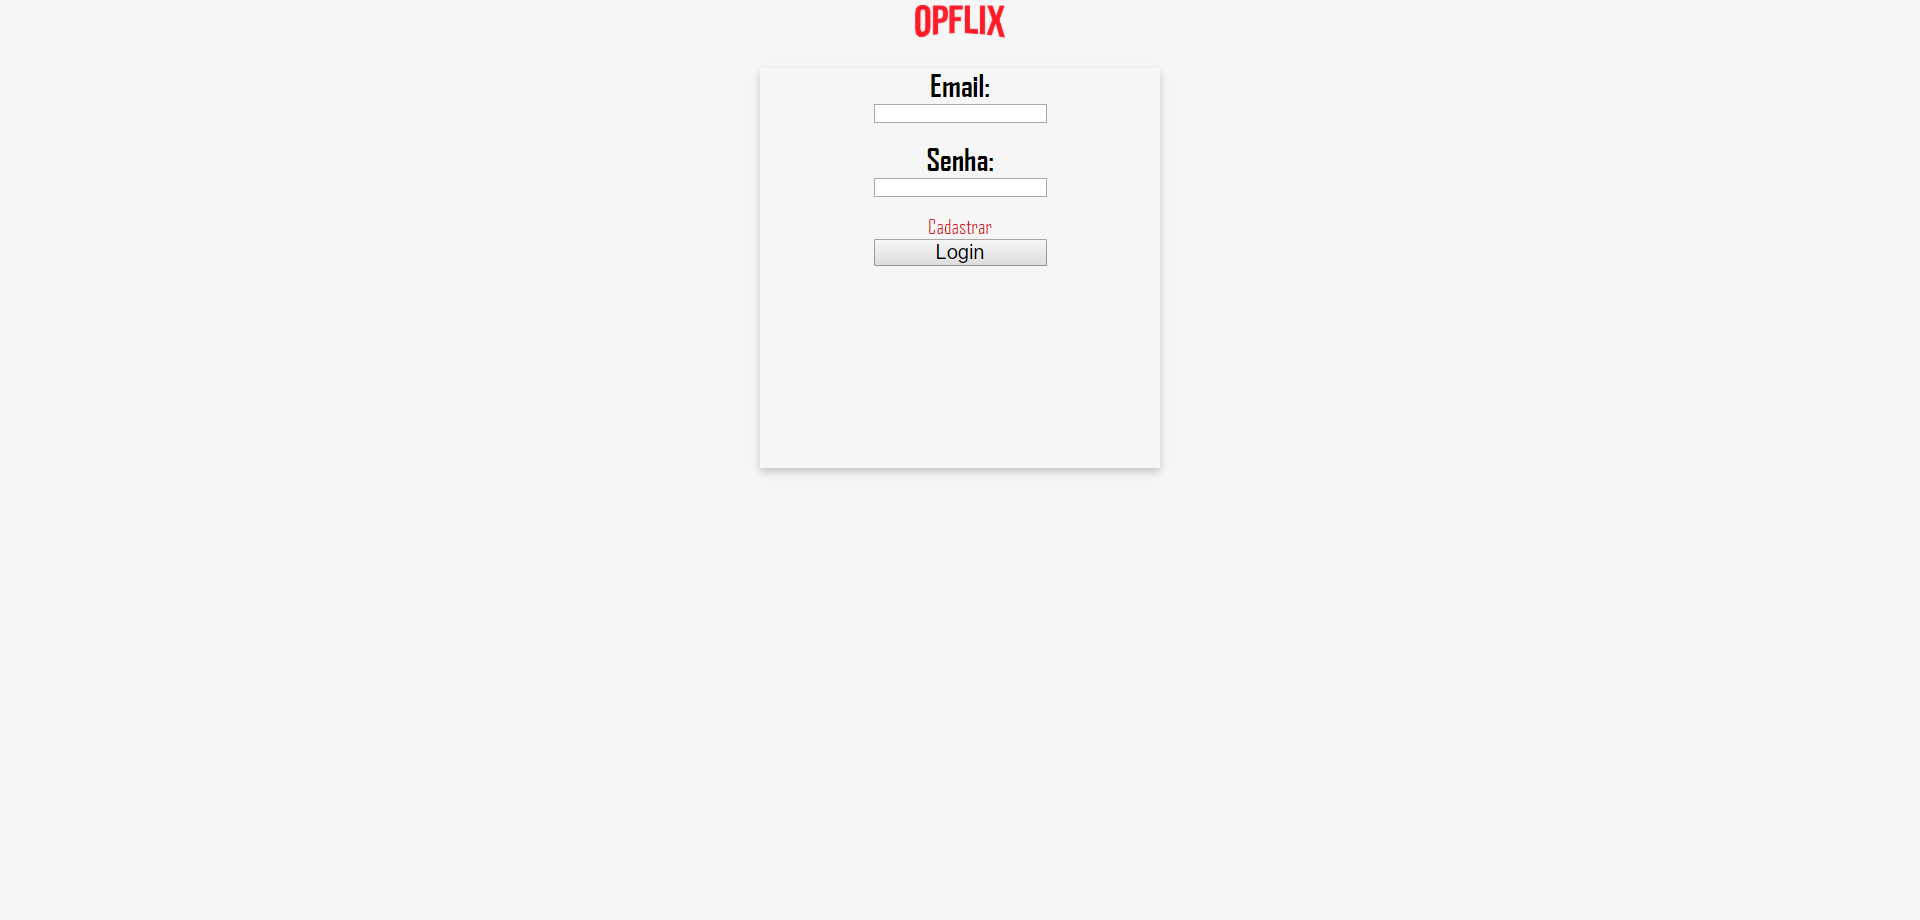 OPFLIX
Email:
Senha:
Cadastrar
Login